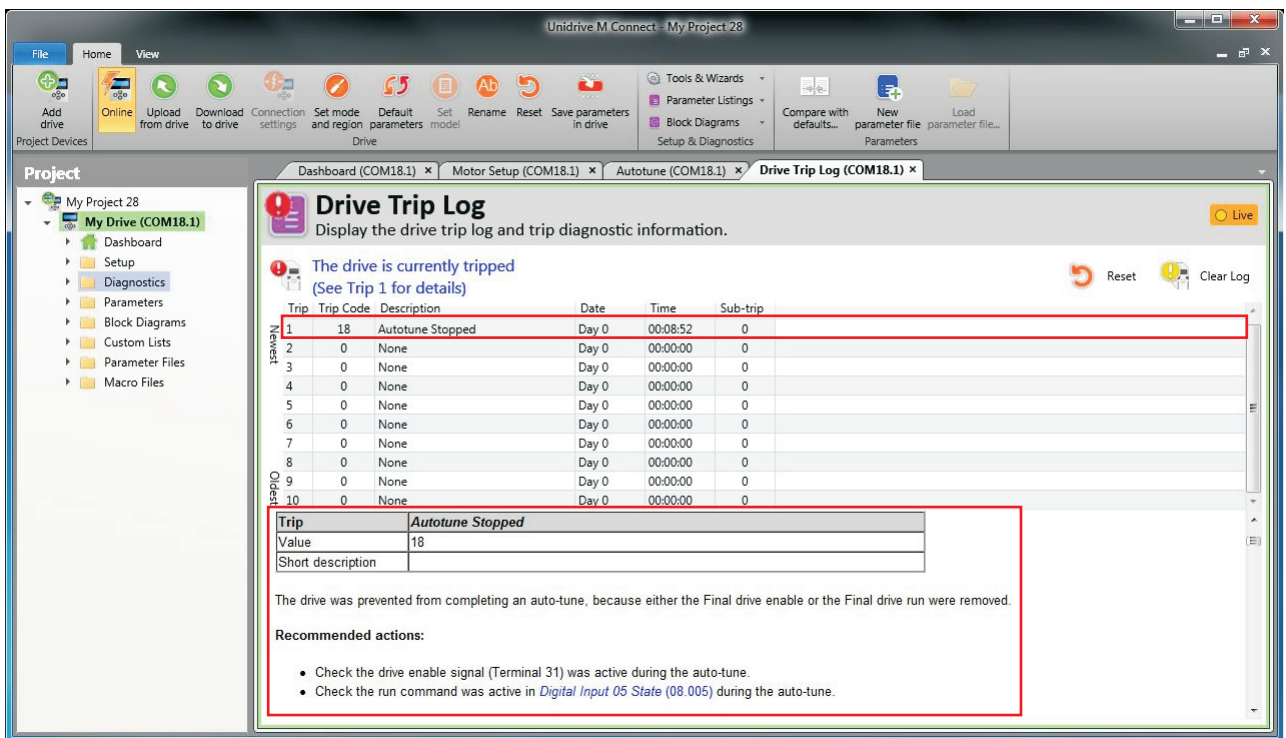 Unidrive M Connect - My Project 28
File Home View
Add drive
Online
Upload from drive
Download to drive
Connection settings
Set mode and region
Default parameters
Set model
Rename
Reset
Save parameters in drive
Tools & Wizards
Parameter Listings
Block Diagrams
Compare with defaults...
New parameter file
Load parameter file...
Project Devices
Drive
Setup & Diagnostics
Parameters
Project
Dashboard (COM18.1) Motor Setup (COM18.1) Autotune (COM18.1) Drive Trip Log (COM18.1)
My Project 28
My Drive (COM18.1)
Dashboard
Setup
Diagnostics
Parameters
Block Diagrams
Custom Lists
Parameter Files
Macro Files
Drive Trip Log
Display the drive trip log and trip diagnostic information.
Live
The drive is currently tripped
(See Trip 1 for details)
Reset
Clear Log
Trip Trip Code Description Date Time Sub-trip
Newest
1 18 Autotune Stopped Day 0 00:08:52 0
2 0 None Day 0 00:00:00 0
3 0 None Day 0 00:00:00 0
4 0 None Day 0 00:00:00 0
5 0 None Day 0 00:00:00 0
6 0 None Day 0 00:00:00 0
7 0 None Day 0 00:00:00 0
8 0 None Day 0 00:00:00 0
9 0 None Day 0 00:00:00 0
10 0 None Day 0 00:00:00 0
Oldest
Trip Autotune Stopped
Value 18
Short description
The drive was prevented from completing an auto-tune, because either the Final drive enable or the Final drive run were removed.
Recommended actions:
• Check the drive enable signal (Terminal 31) was active during the auto-tune.
• Check the run command was active in Digital Input 05 State (08.005) during the auto-tune.